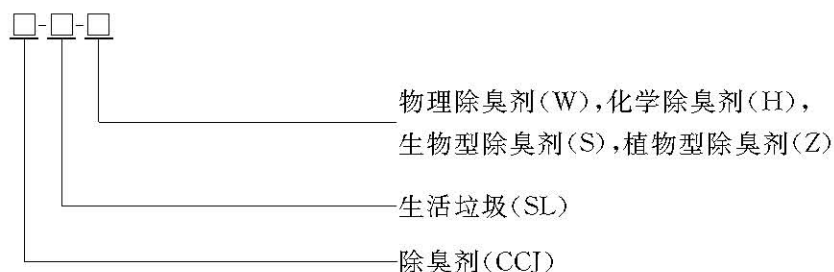 □-□-□
物理除臭剂(W),化学除臭剂(H),
生物型除臭剂(S),植物型除臭剂(Z)
生活垃圾(SL)
除臭剂(CCJ)